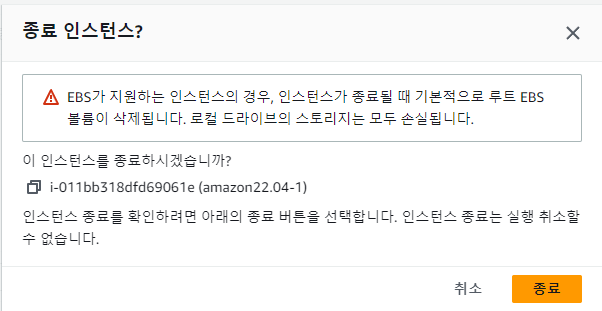 종료 인스턴스?
EBS가 지원하는 인스턴스의 경우, 인스턴스가 종료될 때 기본적으로 루트 EBS
볼륨이 삭제됩니다. 로컬 드라이브의 스토리지는 모두 손실됩니다.
이 인스턴스를 종료하시겠습니까?
i-011bb318dfd69061e (amazon22.04-1)
인스턴스 종료를 확인하려면 아래의 종료 버튼을 선택합니다. 인스턴스 종료는 실행 취소할
수 없습니다.
취소 종료